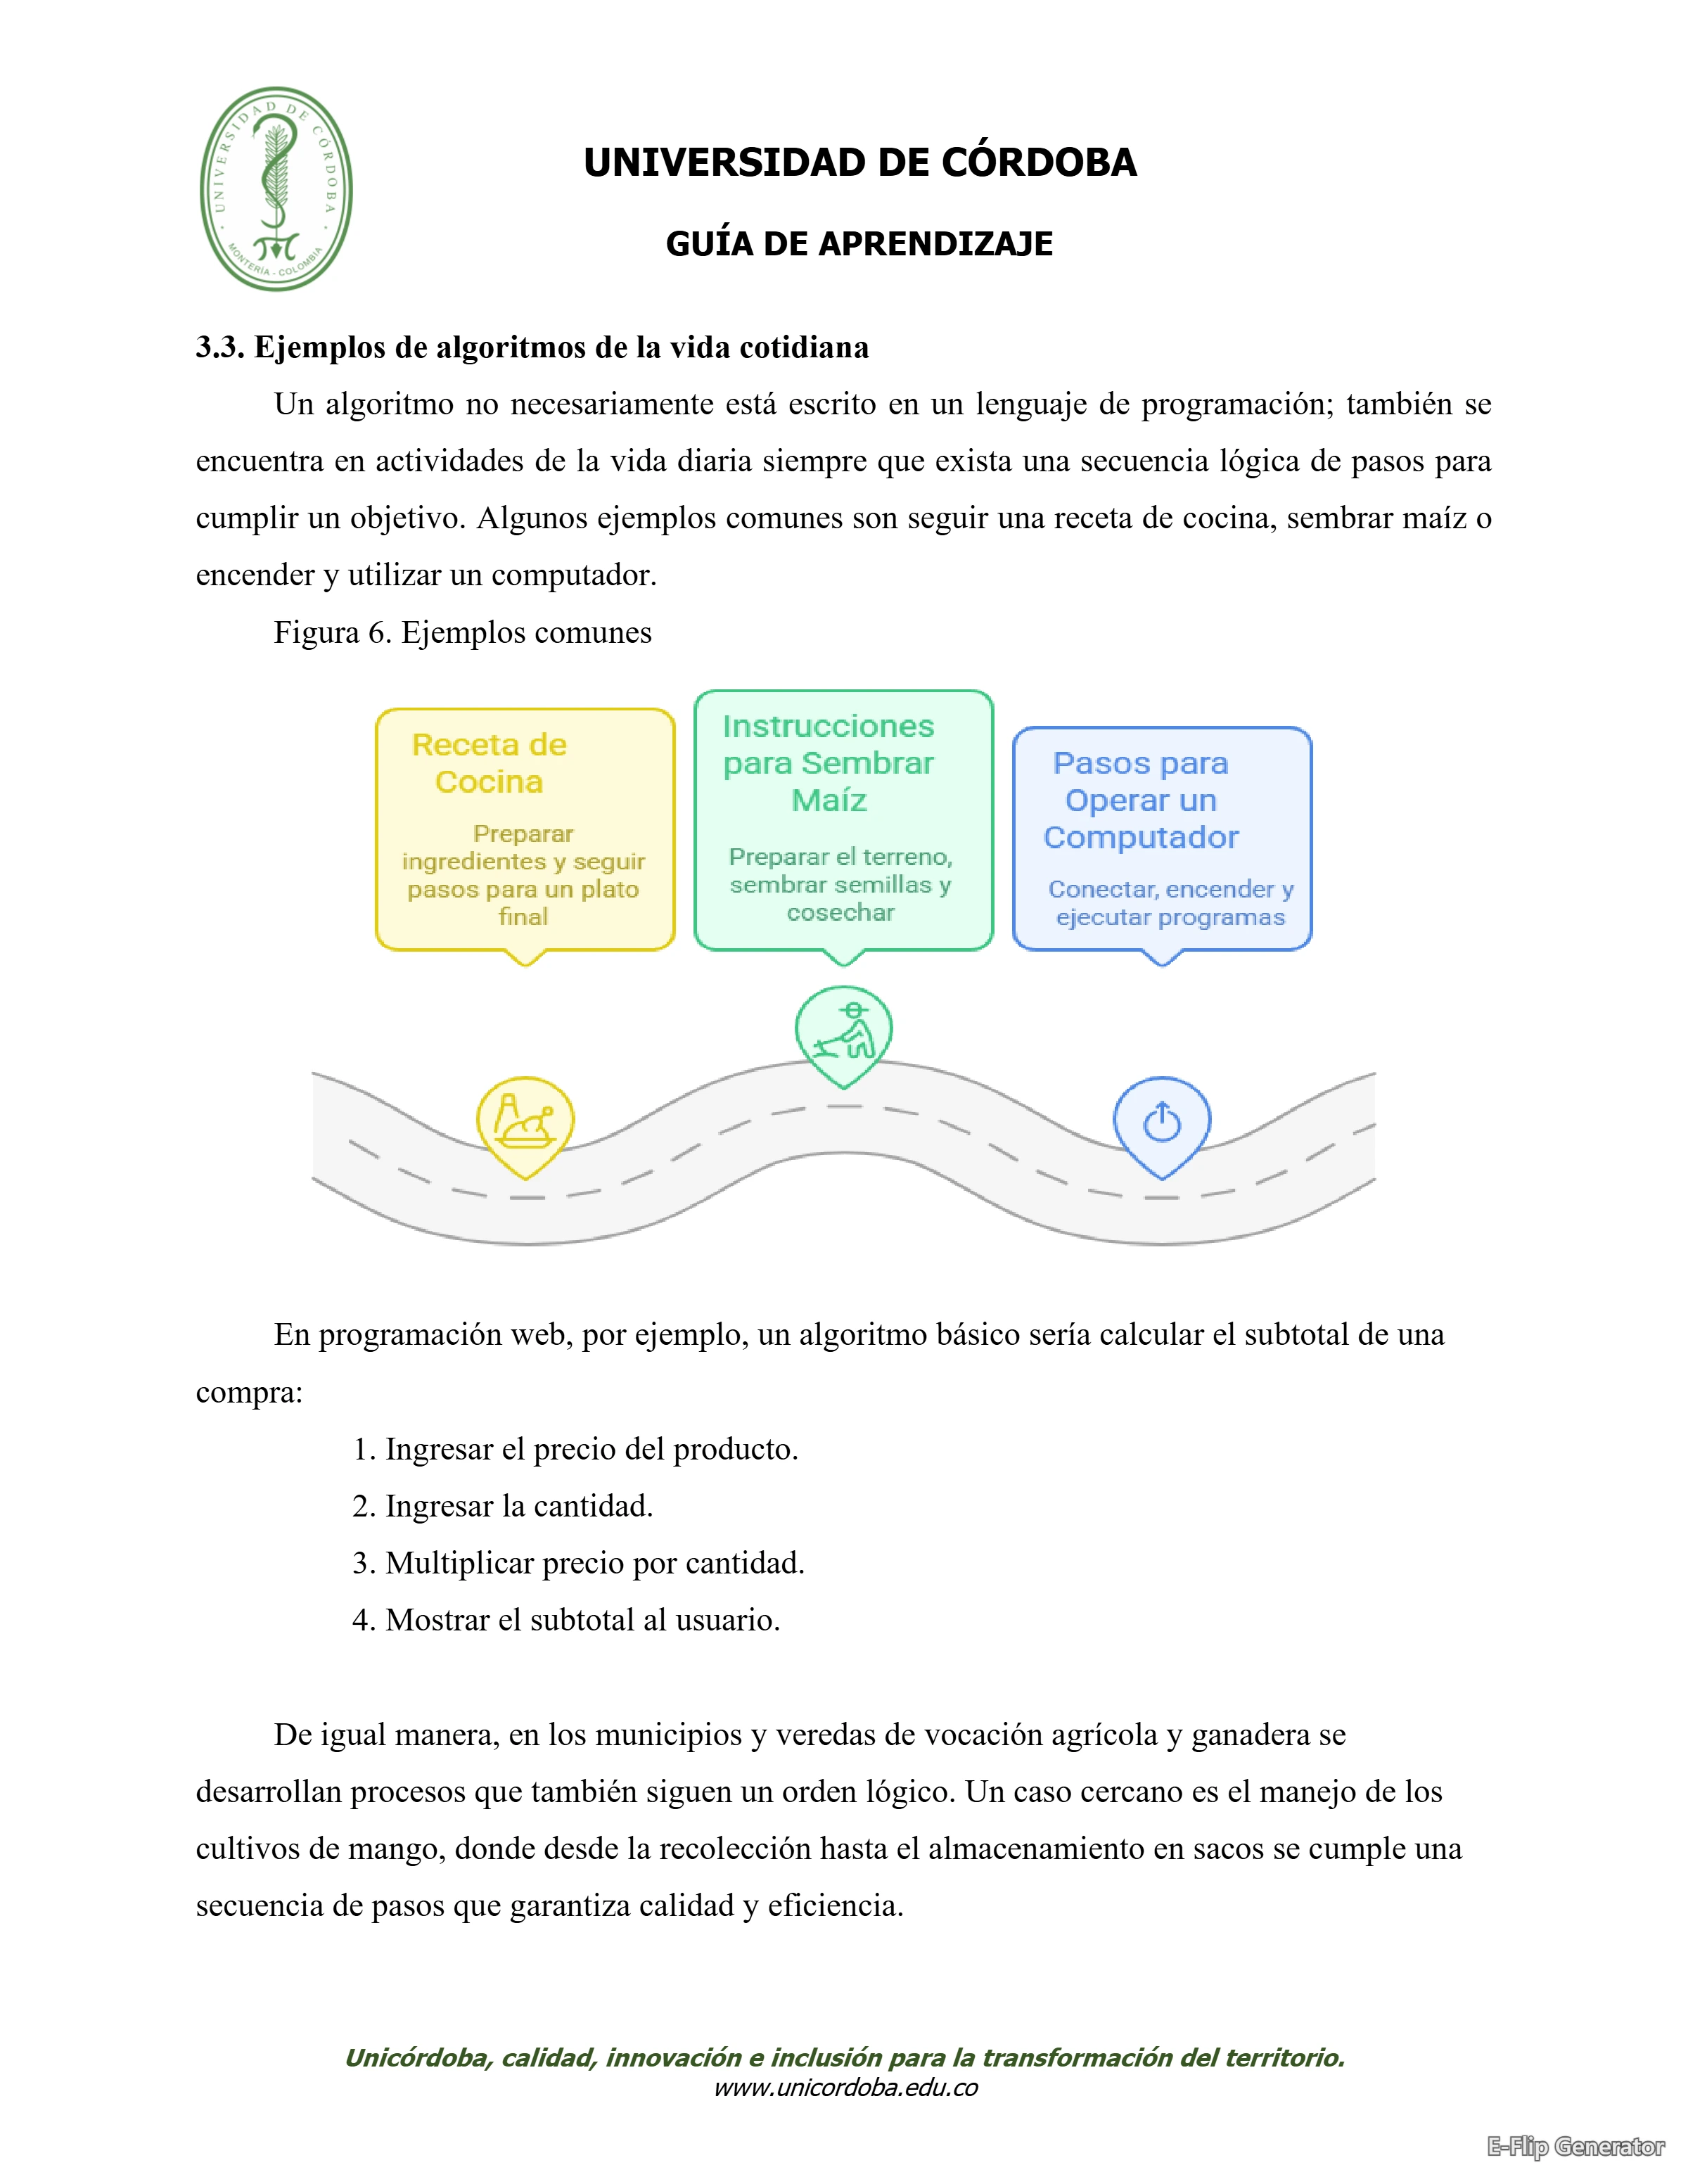 UNIVERSIDAD DE CÓRDOBA
MONTERÍA - COLOMBIA
UNIVERSIDAD DE CÓRDOBA
GUÍA DE APRENDIZAJE
3.3. Ejemplos de algoritmos de la vida cotidiana
Un algoritmo no necesariamente está escrito en un lenguaje de programación; también se
encuentra en actividades de la vida diaria siempre que exista una secuencia lógica de pasos para
cumplir un objetivo. Algunos ejemplos comunes son seguir una receta de cocina, sembrar maíz o
encender y utilizar un computador.
Figura 6. Ejemplos comunes
Receta de
Cocina
Preparar
ingredientes y seguir
pasos para un plato
final
Instrucciones
para Sembrar
Maíz
Preparar el terreno,
sembrar semillas y
cosechar
Pasos para
Operar un
Computador
Conectar, encender y
ejecutar programas
En programación web, por ejemplo, un algoritmo básico sería calcular el subtotal de una
compra:
1. Ingresar el precio del producto.
2. Ingresar la cantidad.
3. Multiplicar precio por cantidad.
4. Mostrar el subtotal al usuario.
De igual manera, en los municipios y veredas de vocación agrícola y ganadera se
desarrollan procesos que también siguen un orden lógico. Un caso cercano es el manejo de los
cultivos de mango, donde desde la recolección hasta el almacenamiento en sacos se cumple una
secuencia de pasos que garantiza calidad y eficiencia.
Unicórdoba, calidad, innovación e inclusión para la transformación del territorio.
www.unicordoba.edu.co
E-Flip Generator